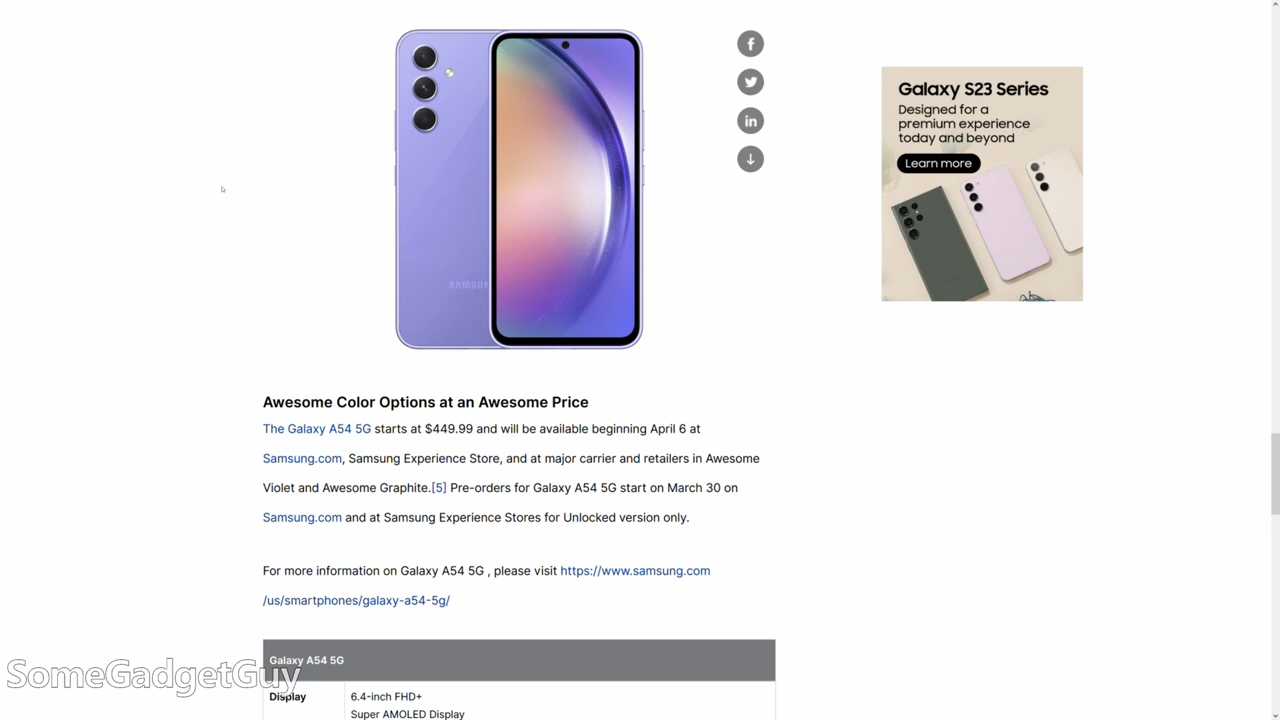 Galaxy S23 Series
Designed for a
premium experience
today and beyond
Learn more
SAMSUN
Awesome Color Options at an Awesome Price
The Galaxy A54 5G starts at $449.99 and will be available beginning April 6 at
Samsung.com, Samsung Experience Store, and at major carrier and retailers in Awesome
Violet and Awesome Graphite.[5] Pre-orders for Galaxy A54 5G start on March 30 on
Samsung.com and at Samsung Experience Stores for Unlocked version only.
For more information on Galaxy A54 5G , please visit https://www.samsung.com
/us/smartphones/galaxy-a54-5g/
Galaxy A54 5G
SomeGadgetGuy
Display
6.4-inch FHD+
Super AMOLED Display